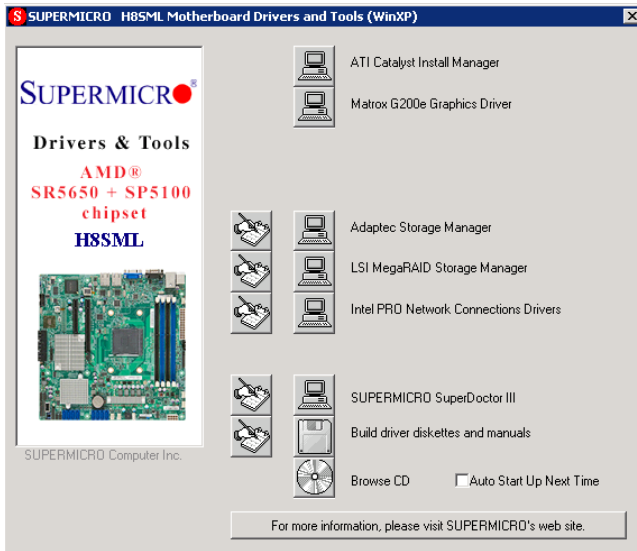 S SUPERMICRO H8SML Motherboard Drivers and Tools (WinXP)
SUPERMICRO®
Drivers & Tools
AMD®
SR5650 + SP5100
chipset
H8SML
SUPERMICRO Computer Inc.
ATI Catalyst Install Manager
Matrox G200e Graphics Driver
Adaptec Storage Manager
LSI MegaRAID Storage Manager
Intel PRO Network Connections Drivers
SUPERMICRO SuperDoctor III
Build driver diskettes and manuals
Browse CD
Auto Start Up Next Time
For more information, please visit SUPERMICRO's web site.